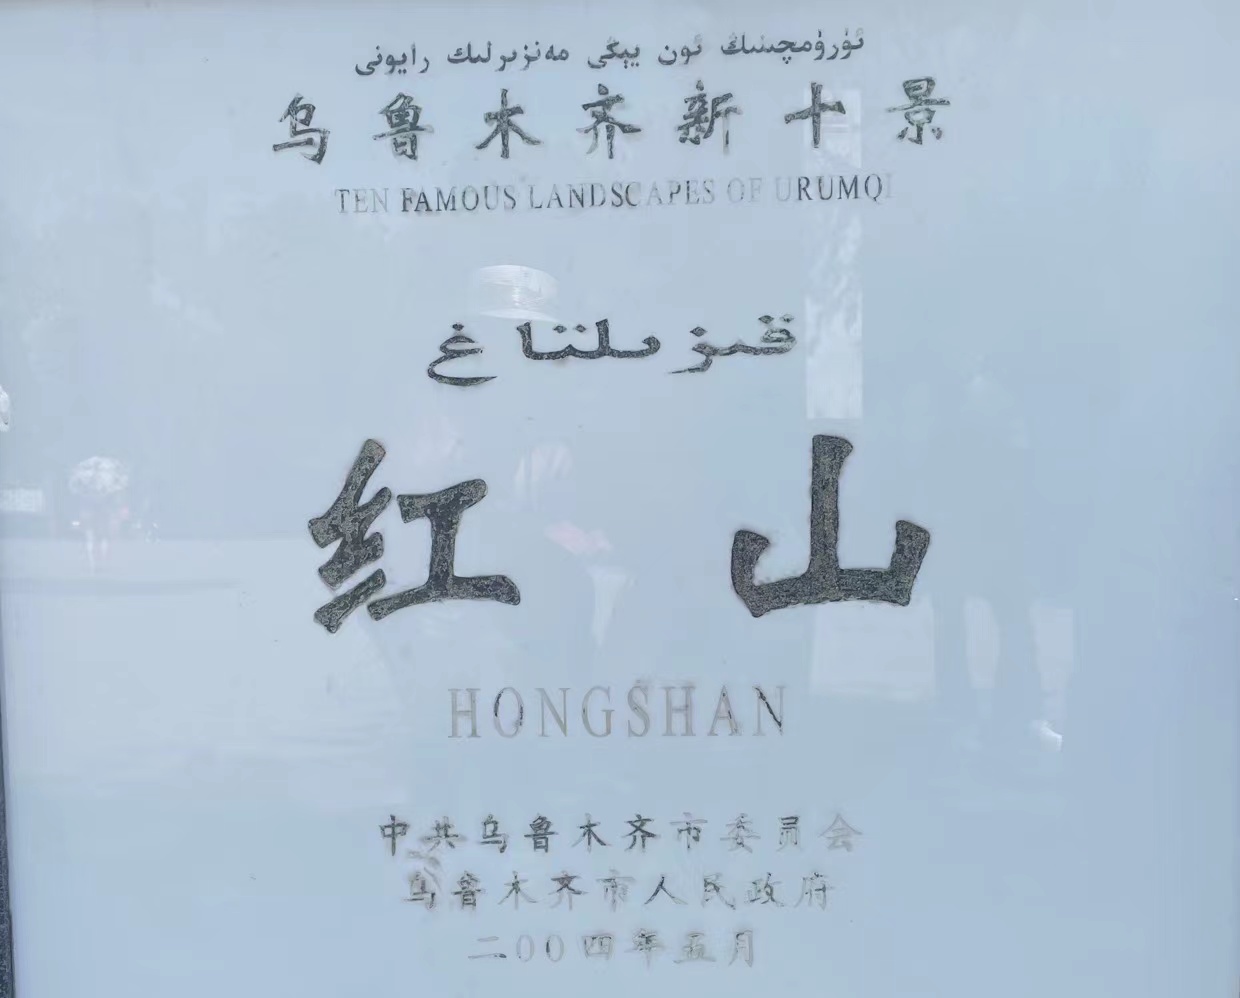 ئۈرۈمچىنىڭ ئون يېڭى مەنزىرلىك رايونى
乌鲁木齐新十景
TEN FAMOUS LANDSCAPES OF URUMQI
قىزىلتاغ
红山
HONGSHAN
中共乌鲁木齐市委员会
乌鲁木齐市人民政府
二00四年五月